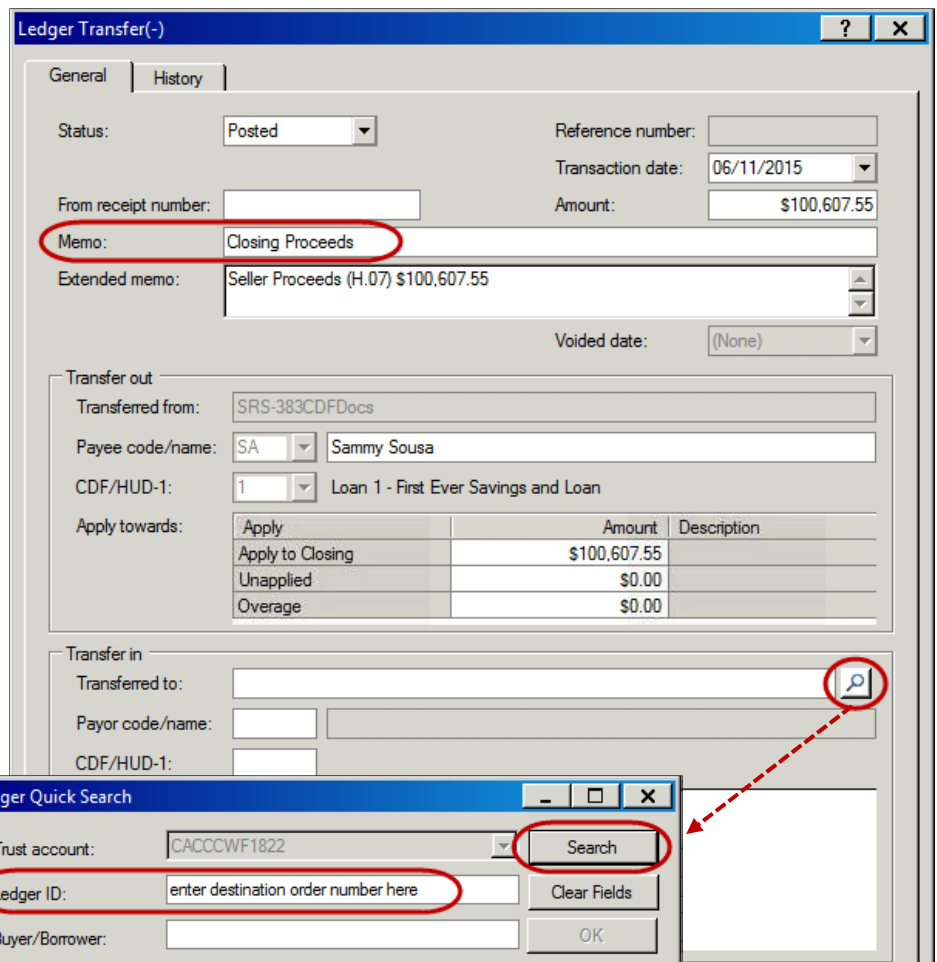 Ledger Transfer(-) ?
General History
Status: Posted Reference number:
Transaction date: 06/11/2015
From receipt number: Amount: $100,607.55
Memo: Closing Proceeds
Extended memo: Seller Proceeds (H.07) $100,607.55
Voided date: (None)
Transfer out
Transferred from: SRS-383CDFDocs
Payee code/name: SA Sammy Sousa
CDF/HUD-1: 1 Loan 1 - First Ever Savings and Loan
Apply towards: Apply Amount Description
Apply to Closing $100,607.55
Unapplied $0.00
Overage $0.00
Transfer in
Transferred to:
Payor code/name:
CDF/HUD-1:
ger Quick Search
Trust account: CACCCWF1822 Search
Ledger ID: enter destination order number here Clear Fields
Buyer/Borrower: OK